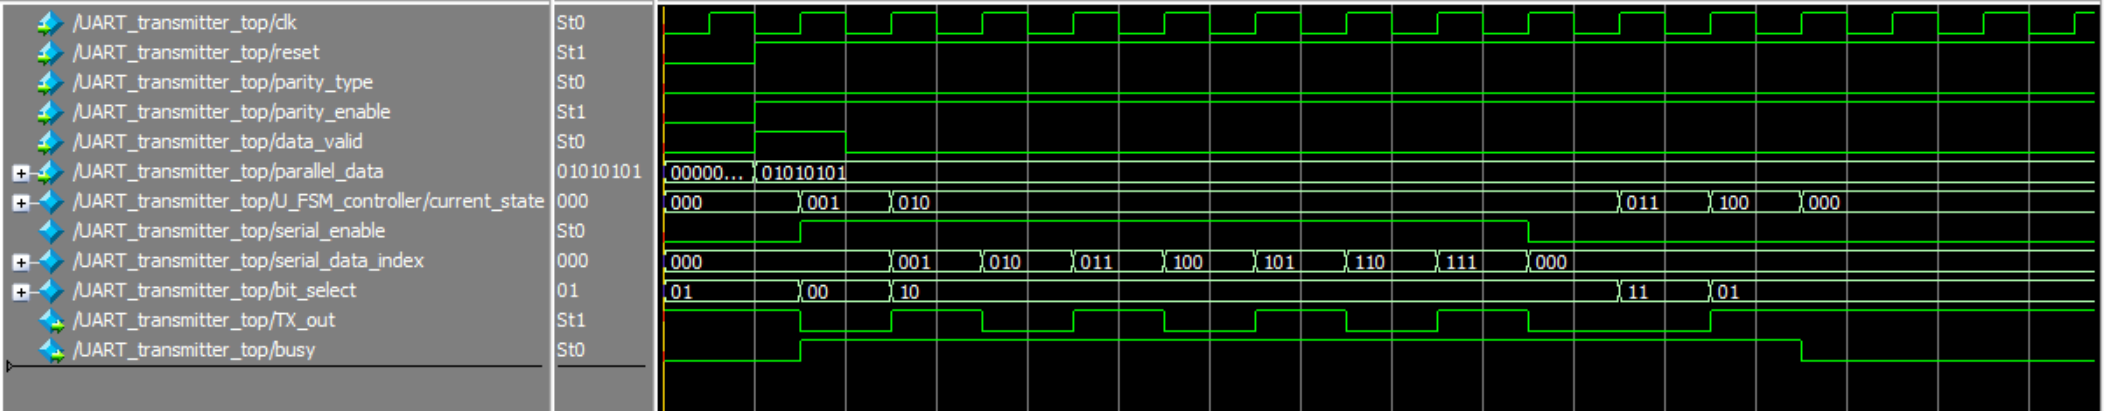 /UART_transmitter_top/clk St0
/UART_transmitter_top/reset St1
/UART_transmitter_top/parity_type St0
/UART_transmitter_top/parity_enable St1
/UART_transmitter_top/data_valid St0
/UART_transmitter_top/parallel_data 01010101 00000... 01010101
/UART_transmitter_top/U_FSM_controller/current_state 000 000 001 010 011 100 000
/UART_transmitter_top/serial_enable St0
/UART_transmitter_top/serial_data_index 000 000 001 010 011 100 101 110 111 000
/UART_transmitter_top/bit_select 01 01 00 10 11 01
/UART_transmitter_top/TX_out St1
/UART_transmitter_top/busy St0